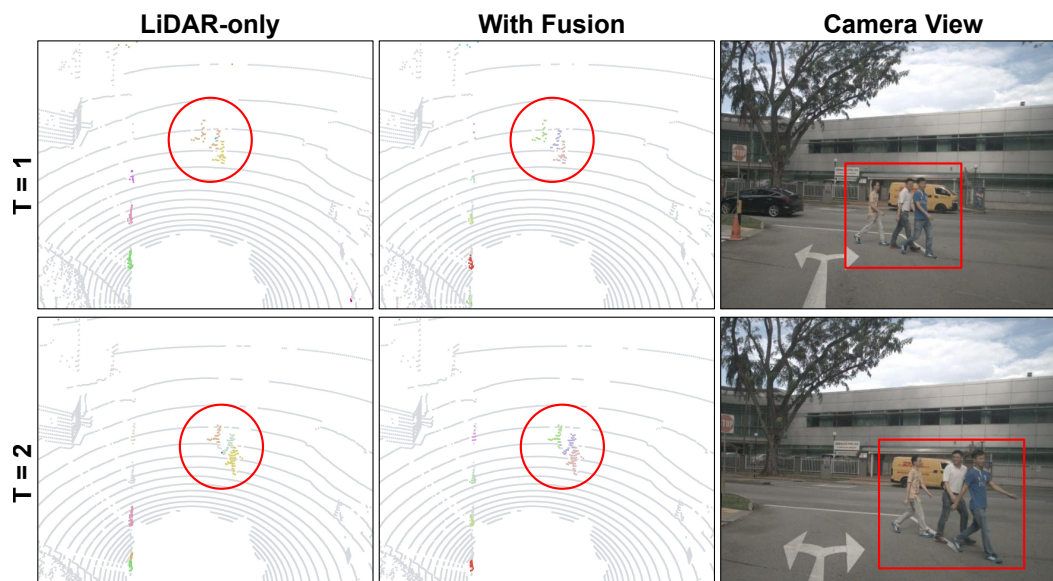 LiDAR-only
With Fusion
Camera View
T = 1
T = 2